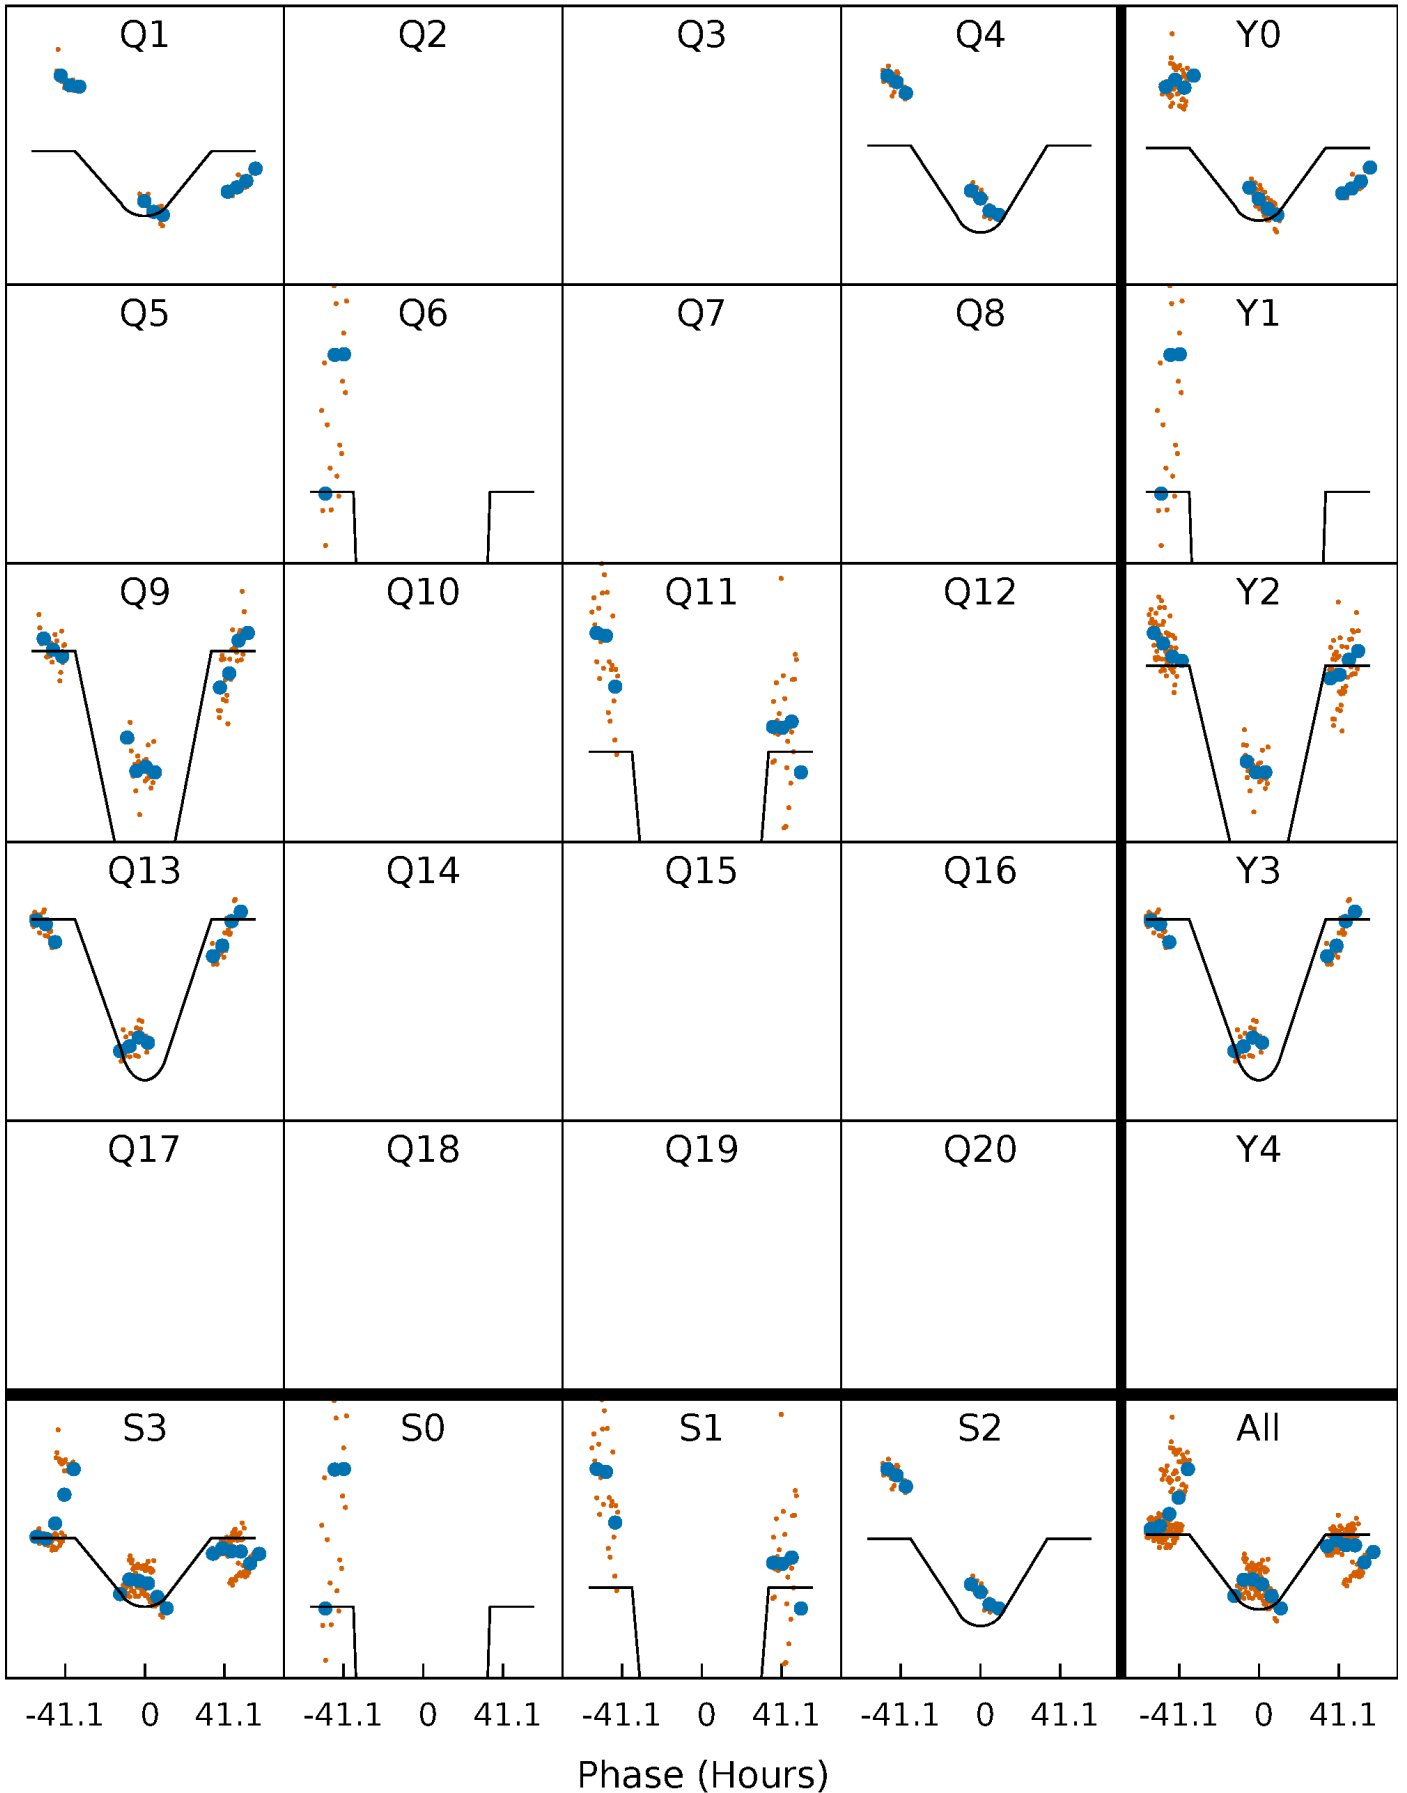 Q1 Q2 Q3 Q4 Y0
Q5 Q6 Q7 Q8 Y1
Q9 Q10 Q11 Q12 Y2
Q13 Q14 Q15 Q16 Y3
Q17 Q18 Q19 Q20 Y4
S3 S0 S1 S2 All
-41.1 0 41.1 -41.1 0 41.1 -41.1 0 41.1 -41.1 0 41.1 -41.1 0 41.1
Phase (Hours)